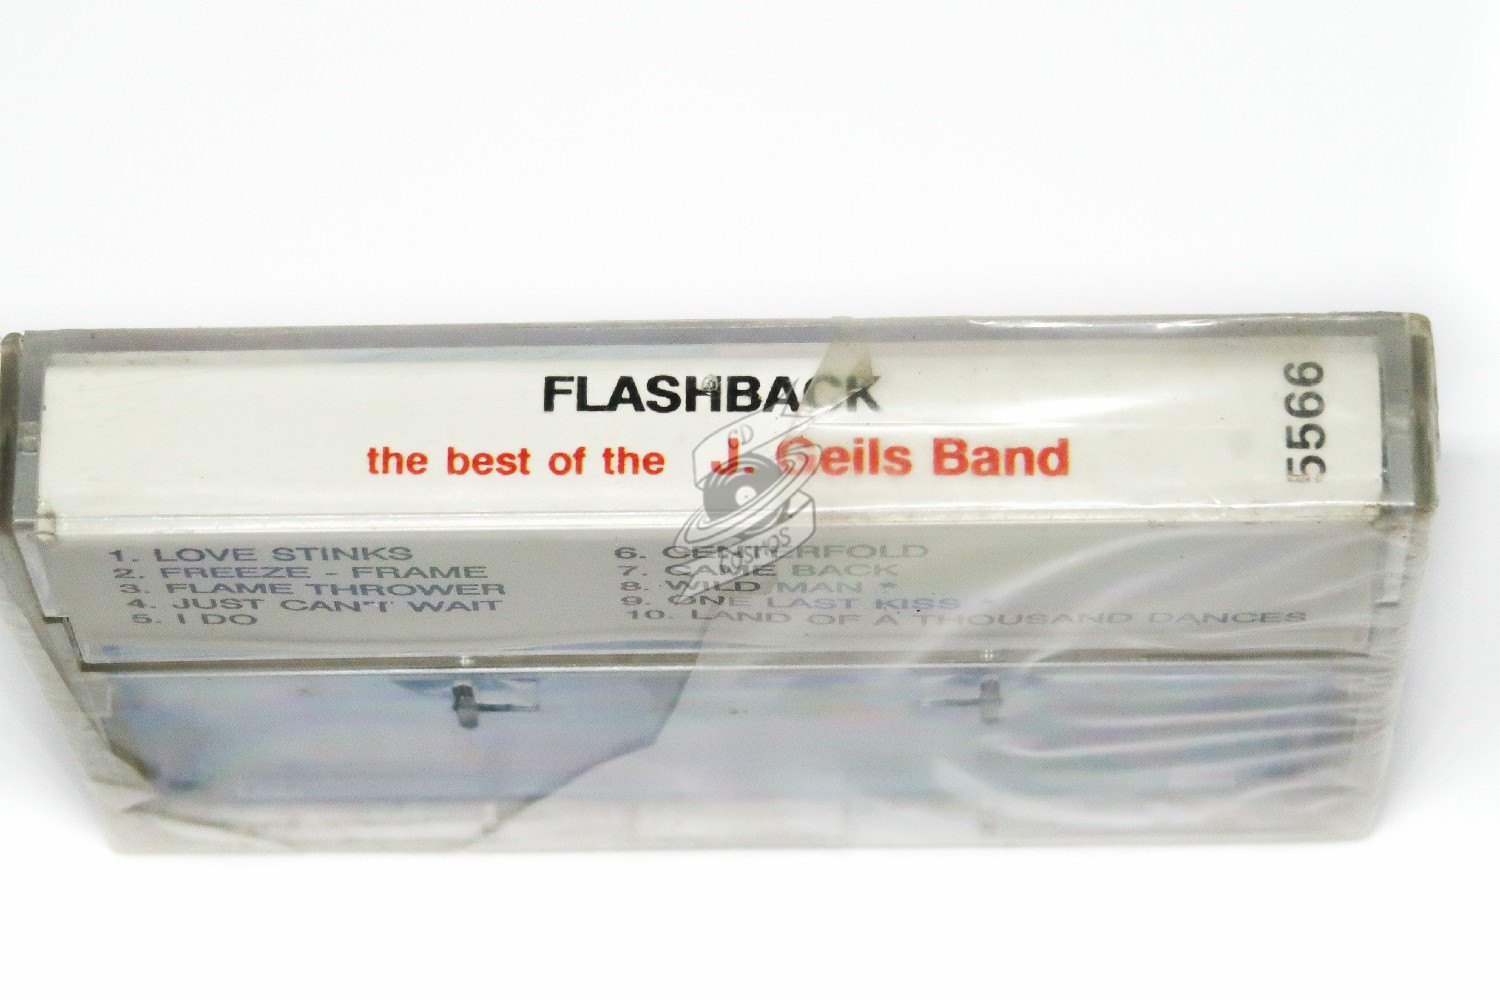 FLASHBACK
the best of the J. Geils Band
5566
1. LOVE STINKS
2. FREEZE - FRAME
3. FLAME THROWER
4. JUST CAN'T WAIT
5. I DO
6. CENTERFOLD
7. CAME BACK
8. WILD MAN *
9. ONE LAST KISS *
10. LAND OF A THOUSAND DANCES
CD
KOSMOS